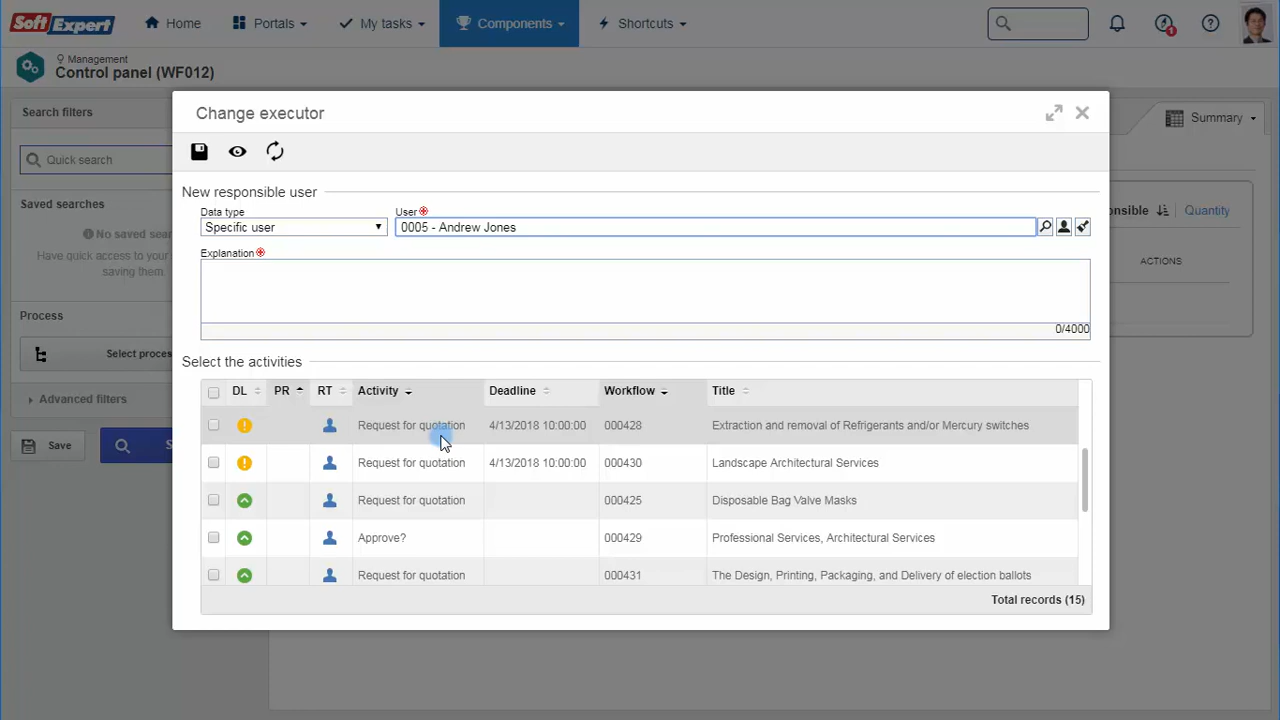 SoftExpert Home Portals My tasks Components Shortcuts 1
Management
Control panel (WF012)
Search filters
Summary
Quick search
Saved searches
No saved sear
Have quick access to your
saving them.
Process
Select proces
Advanced filters
Save S
onsible Quantity
ACTIONS
Change executor
New responsible user
Data type User
Specific user 0005 - Andrew Jones
Explanation
0/4000
Select the activities
DL PR RT Activity Deadline Workflow Title
Request for quotation 4/13/2018 10:00:00 000428 Extraction and removal of Refrigerants and/or Mercury switches
Request for quotation 4/13/2018 10:00:00 000430 Landscape Architectural Services
Request for quotation 000425 Disposable Bag Valve Masks
Approve? 000429 Professional Services, Architectural Services
Request for quotation 000431 The Design, Printing, Packaging, and Delivery of election ballots
Total records (15)